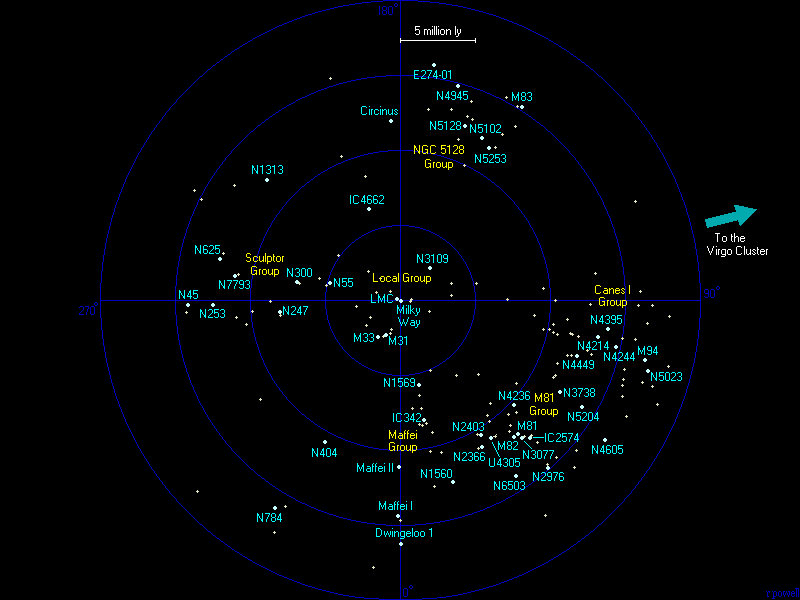 180°
5 million ly
E274-01
N4945
M83
Circinus
N5128
N5102
NGC 5128
Group
N5253
N1313
IC4662
To the
Virgo Cluster
N625
Sculptor
Group
N3109
N7793
N300
N55
Local Group
Canes I
Group
90°
N45
LMC
270°
N253
N247
Milky
Way
N4395
M33
M31
N4214
N4244
M94
N4449
N5023
N1569
N4236
M81
Group
N3738
IC342
N5204
Maffei
Group
N2403
M81
IC2574
N404
N2366
M82
N3077
N4605
Maffei II
U4305
N1560
N6503
N2976
Maffei I
N784
Dwingeloo 1
0°
cpowell